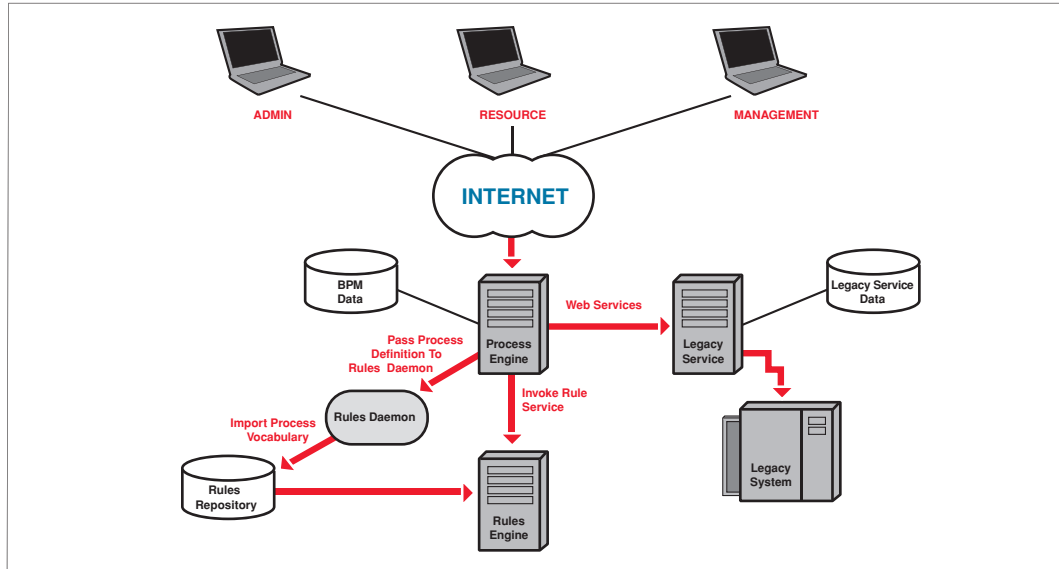 ADMIN
RESOURCE
MANAGEMENT
INTERNET
BPM
Data
Legacy Service
Data
Web Services
Process
Engine
Legacy
Service
Pass Process
Definition To
Rules Daemon
Invoke Rule
Service
Rules Daemon
Import Process
Vocabulary
Legacy
System
Rules
Repository
Rules
Engine